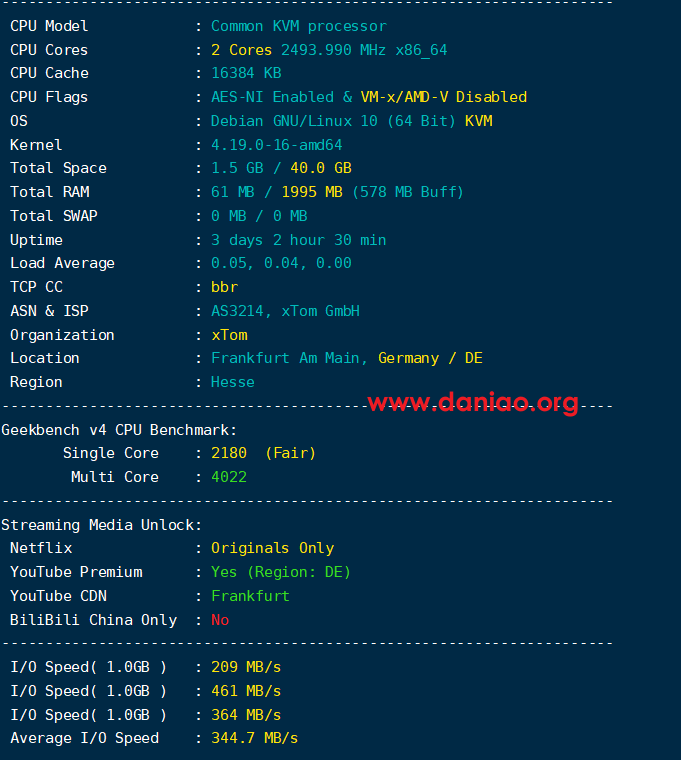 -----------------------------------------------------------------------
CPU Model : Common KVM processor
CPU Cores : 2 Cores 2493.990 MHz x86_64
CPU Cache : 16384 KB
CPU Flags : AES-NI Enabled & VM-x/AMD-V Disabled
OS : Debian GNU/Linux 10 (64 Bit) KVM
Kernel : 4.19.0-16-amd64
Total Space : 1.5 GB / 40.0 GB
Total RAM : 61 MB / 1995 MB (578 MB Buff)
Total SWAP : 0 MB / 0 MB
Uptime : 3 days 2 hour 30 min
Load Average : 0.05, 0.04, 0.00
TCP CC : bbr
ASN & ISP : AS3214, xTom GmbH
Organization : xTom
Location : Frankfurt Am Main, Germany / DE
Region : Hesse
www.daniao.org
-----------------------------------------------------------------------
Geekbench v4 CPU Benchmark:
Single Core : 2180 (Fair)
Multi Core : 4022
-----------------------------------------------------------------------
Streaming Media Unlock:
Netflix : Originals Only
YouTube Premium : Yes (Region: DE)
YouTube CDN : Frankfurt
BiliBili China Only : No
-----------------------------------------------------------------------
I/O Speed( 1.0GB ) : 209 MB/s
I/O Speed( 1.0GB ) : 461 MB/s
I/O Speed( 1.0GB ) : 364 MB/s
Average I/O Speed : 344.7 MB/s